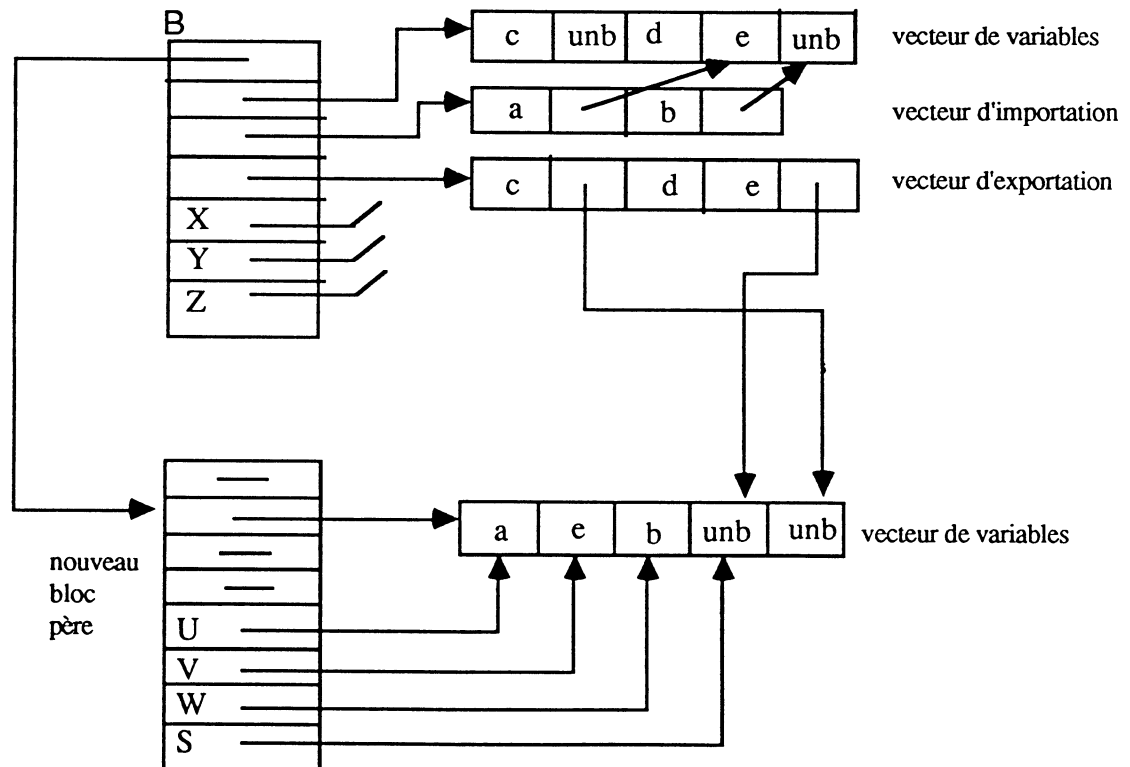 B
c unb d e unb vecteur de variables
a b vecteur d'importation
c d e vecteur d'exportation
X
Y
Z
a e b unb unb vecteur de variables
nouveau
bloc
père
U
V
W
S